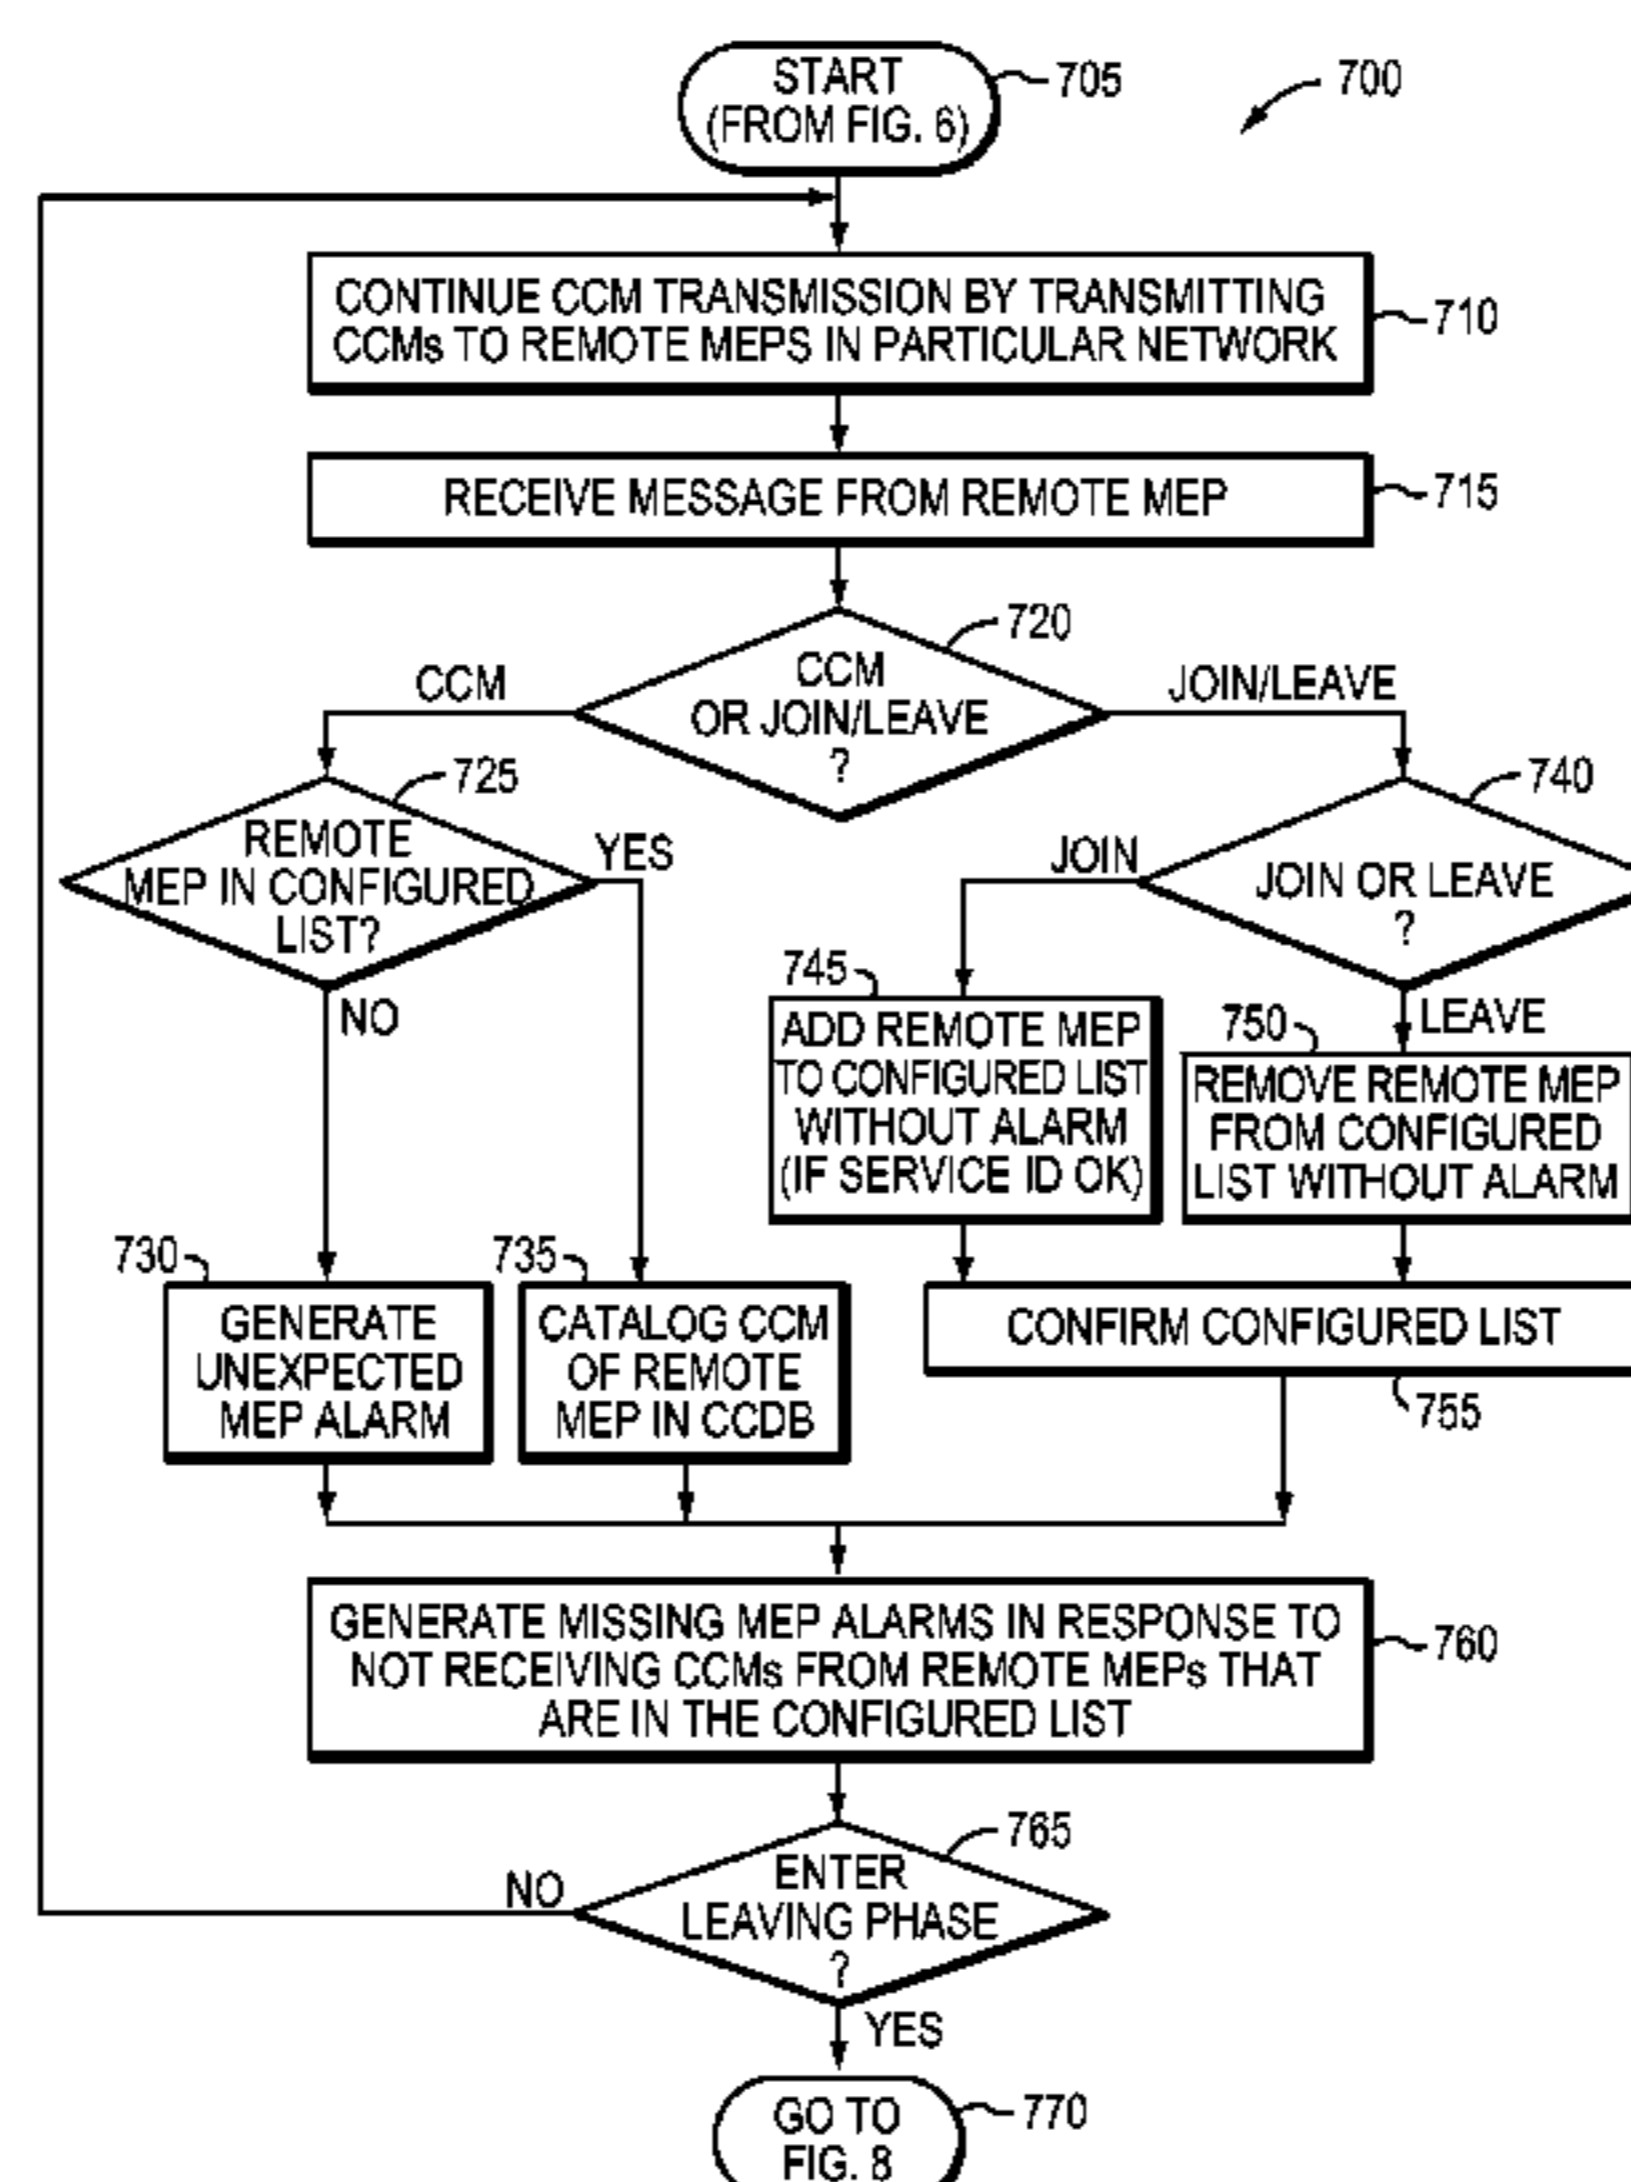 START
(FROM FIG. 6)
705
700
CONTINUE CCM TRANSMISSION BY TRANSMITTING
CCMs TO REMOTE MEPS IN PARTICULAR NETWORK
710
RECEIVE MESSAGE FROM REMOTE MEP
715
720
CCM
OR JOIN/LEAVE
?
CCM
JOIN/LEAVE
725
REMOTE
MEP IN CONFIGURED
LIST?
YES
NO
740
JOIN OR LEAVE
?
JOIN
LEAVE
745
ADD REMOTE MEP
TO CONFIGURED LIST
WITHOUT ALARM
(IF SERVICE ID OK)
750
REMOVE REMOTE MEP
FROM CONFIGURED
LIST WITHOUT ALARM
730
GENERATE
UNEXPECTED
MEP ALARM
735
CATALOG CCM
OF REMOTE
MEP IN CCDB
CONFIRM CONFIGURED LIST
755
GENERATE MISSING MEP ALARMS IN RESPONSE TO
NOT RECEIVING CCMs FROM REMOTE MEPs THAT
ARE IN THE CONFIGURED LIST
760
765
ENTER
LEAVING PHASE
?
NO
YES
GO TO
FIG. 8
770